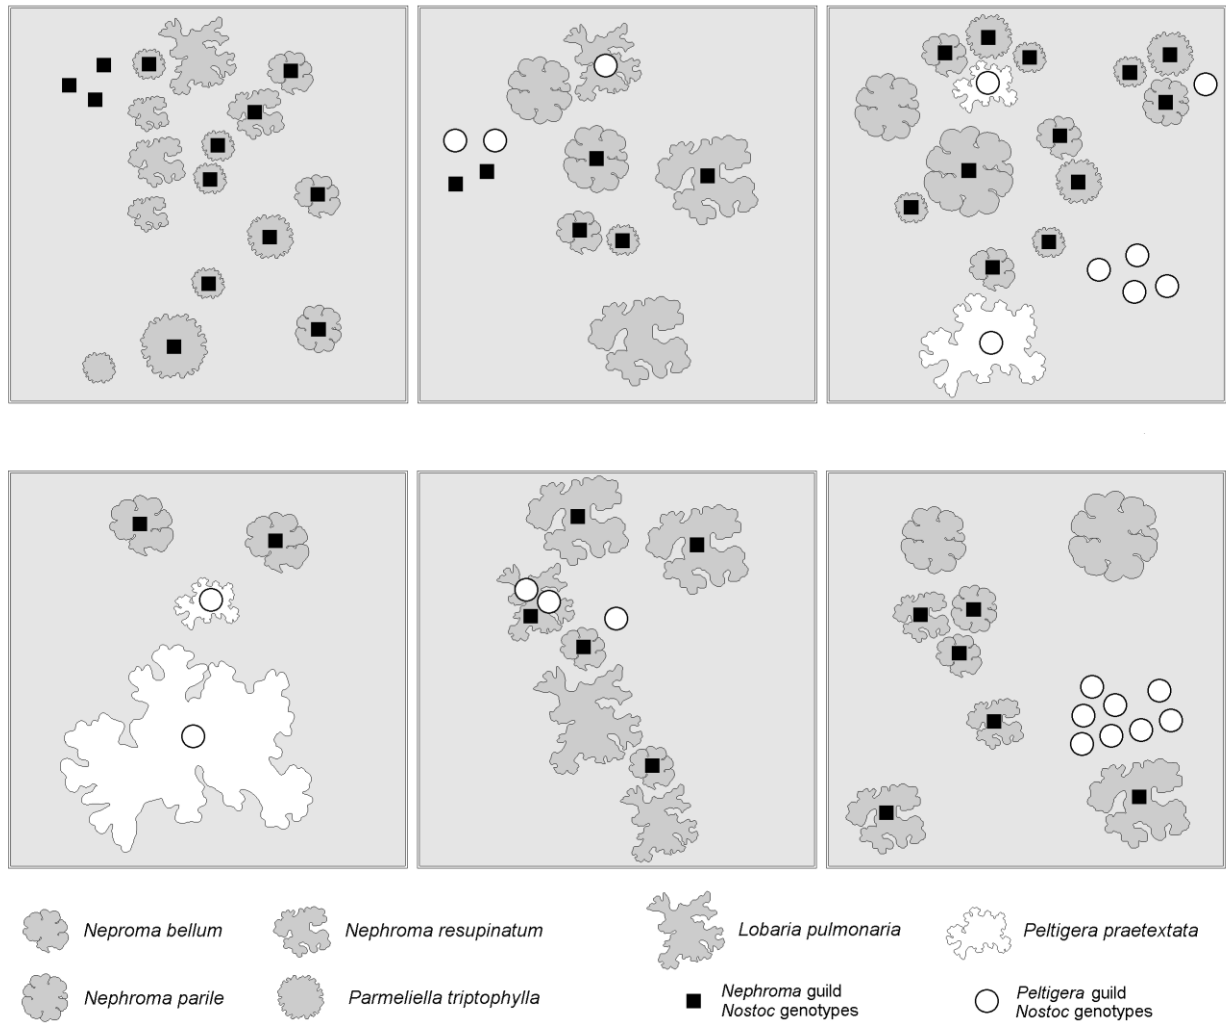 Neproma bellum
Nephroma resupinatum
Lobaria pulmonaria
Peltigera praetextata
Nephroma parile
Parmeliella triptophylla
Nephroma guild
Nostoc genotypes
Peltigera guild
Nostoc genotypes